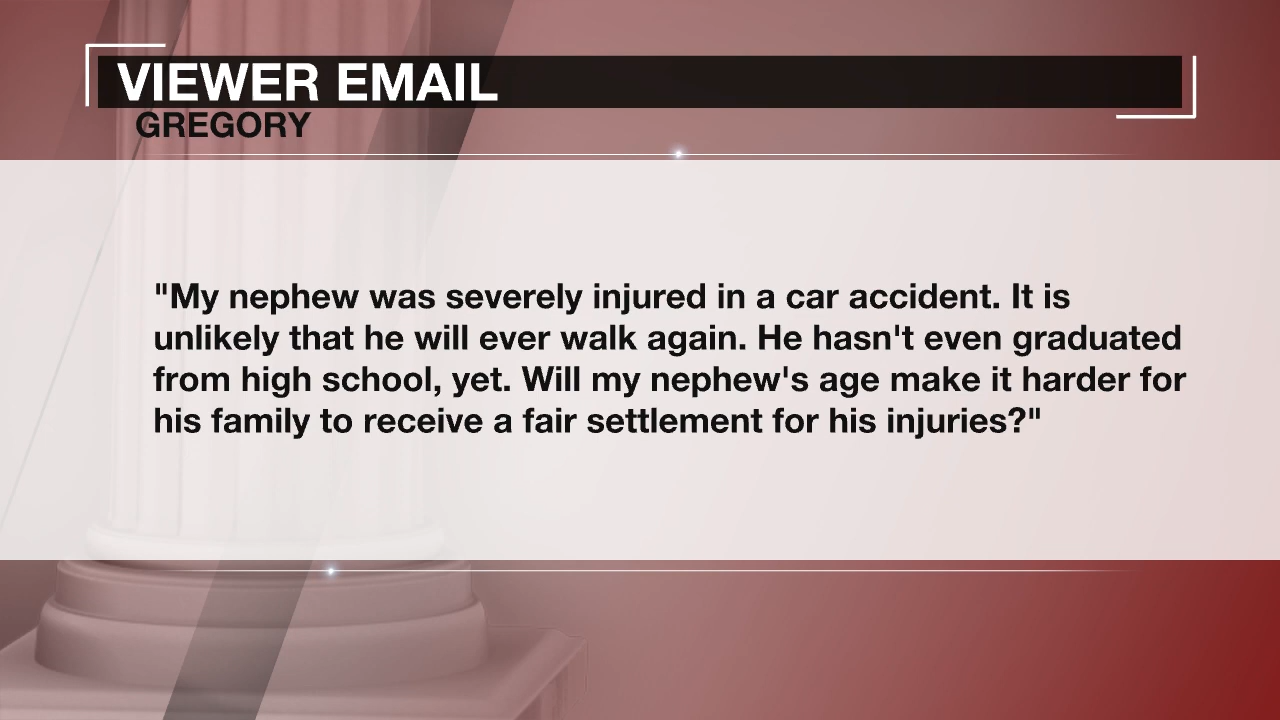 VIEWER EMAIL
GREGORY
"My nephew was severely injured in a car accident. It is
unlikely that he will ever walk again. He hasn't even graduated
from high school, yet. Will my nephew's age make it harder for
his family to receive a fair settlement for his injuries?"